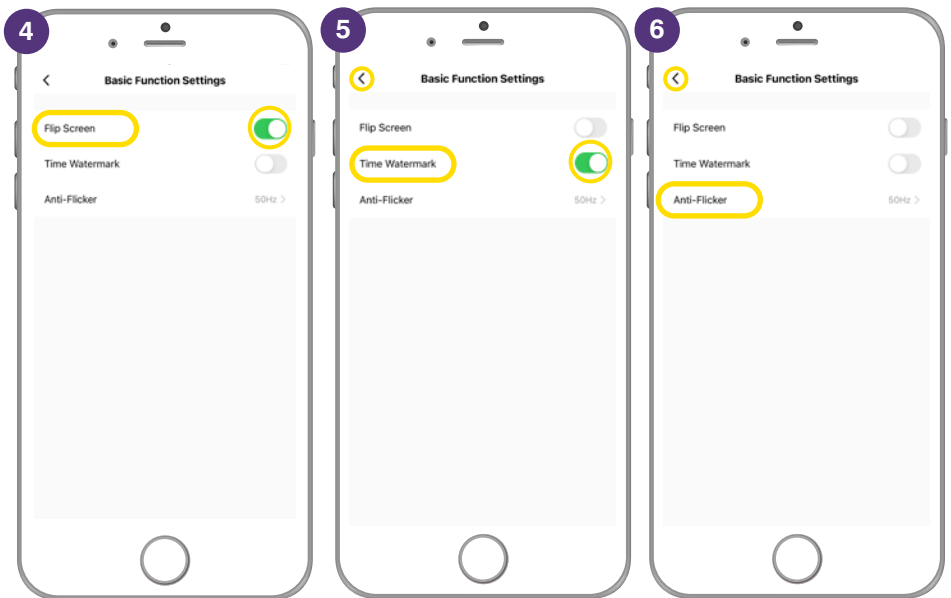 4
Basic Function Settings
Flip Screen
Time Watermark
Anti-Flicker 50Hz >
5
Basic Function Settings
Flip Screen
Time Watermark
Anti-Flicker 50Hz >
6
Basic Function Settings
Flip Screen
Time Watermark
Anti-Flicker 50Hz >